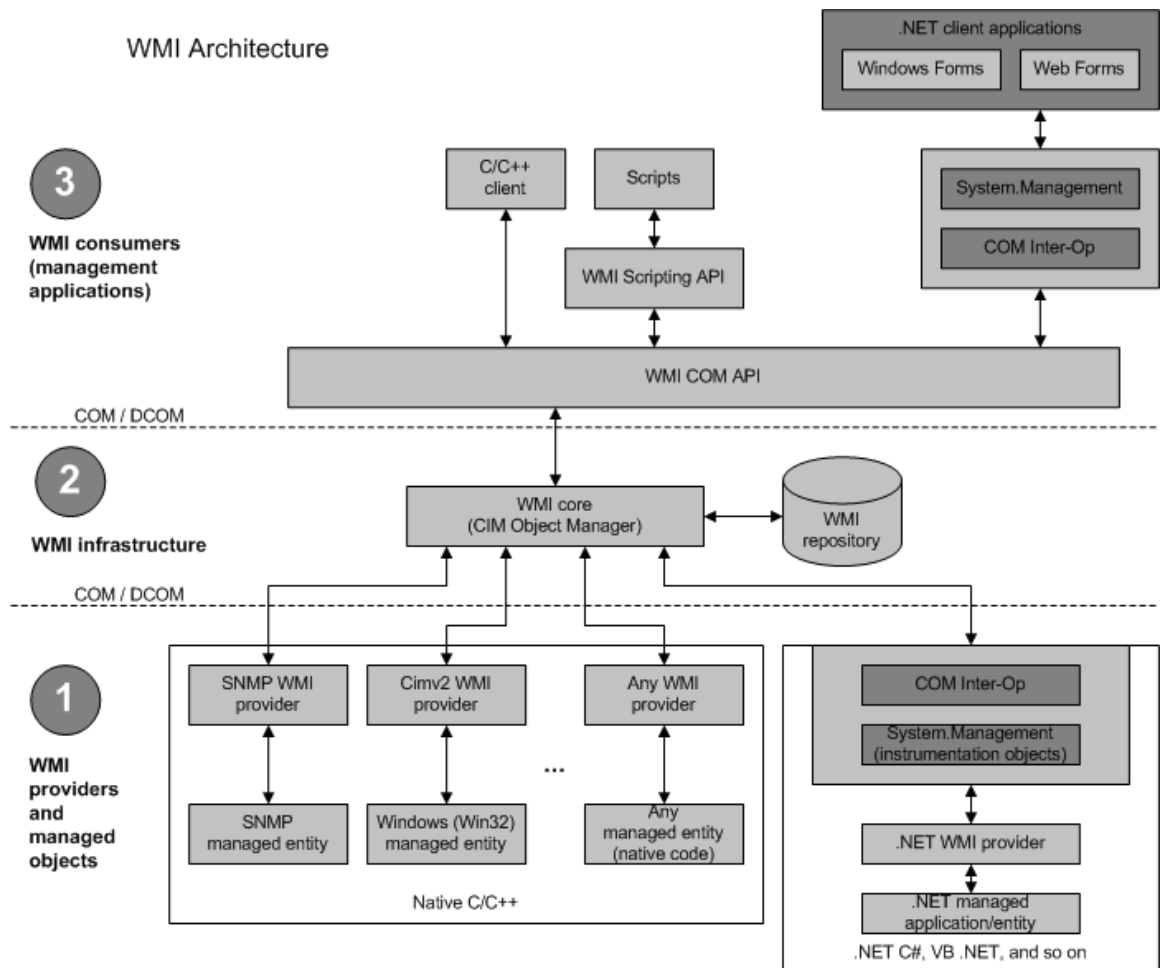 WMI Architecture
.NET client applications
Windows Forms
Web Forms
3
WMI consumers
(management
applications)
C/C++
client
Scripts
WMI Scripting API
System.Management
COM Inter-Op
WMI COM API
COM / DCOM
2
WMI infrastructure
WMI core
(CIM Object Manager)
WMI
repository
COM / DCOM
1
WMI
providers
and
managed
objects
SNMP WMI
provider
Cimv2 WMI
provider
Any WMI
provider
...
SNMP
managed entity
Windows (Win32)
managed entity
Any
managed entity
(native code)
Native C/C++
COM Inter-Op
System.Management
(instrumentation objects)
.NET WMI provider
.NET managed
application/entity
.NET C#, VB .NET, and so on